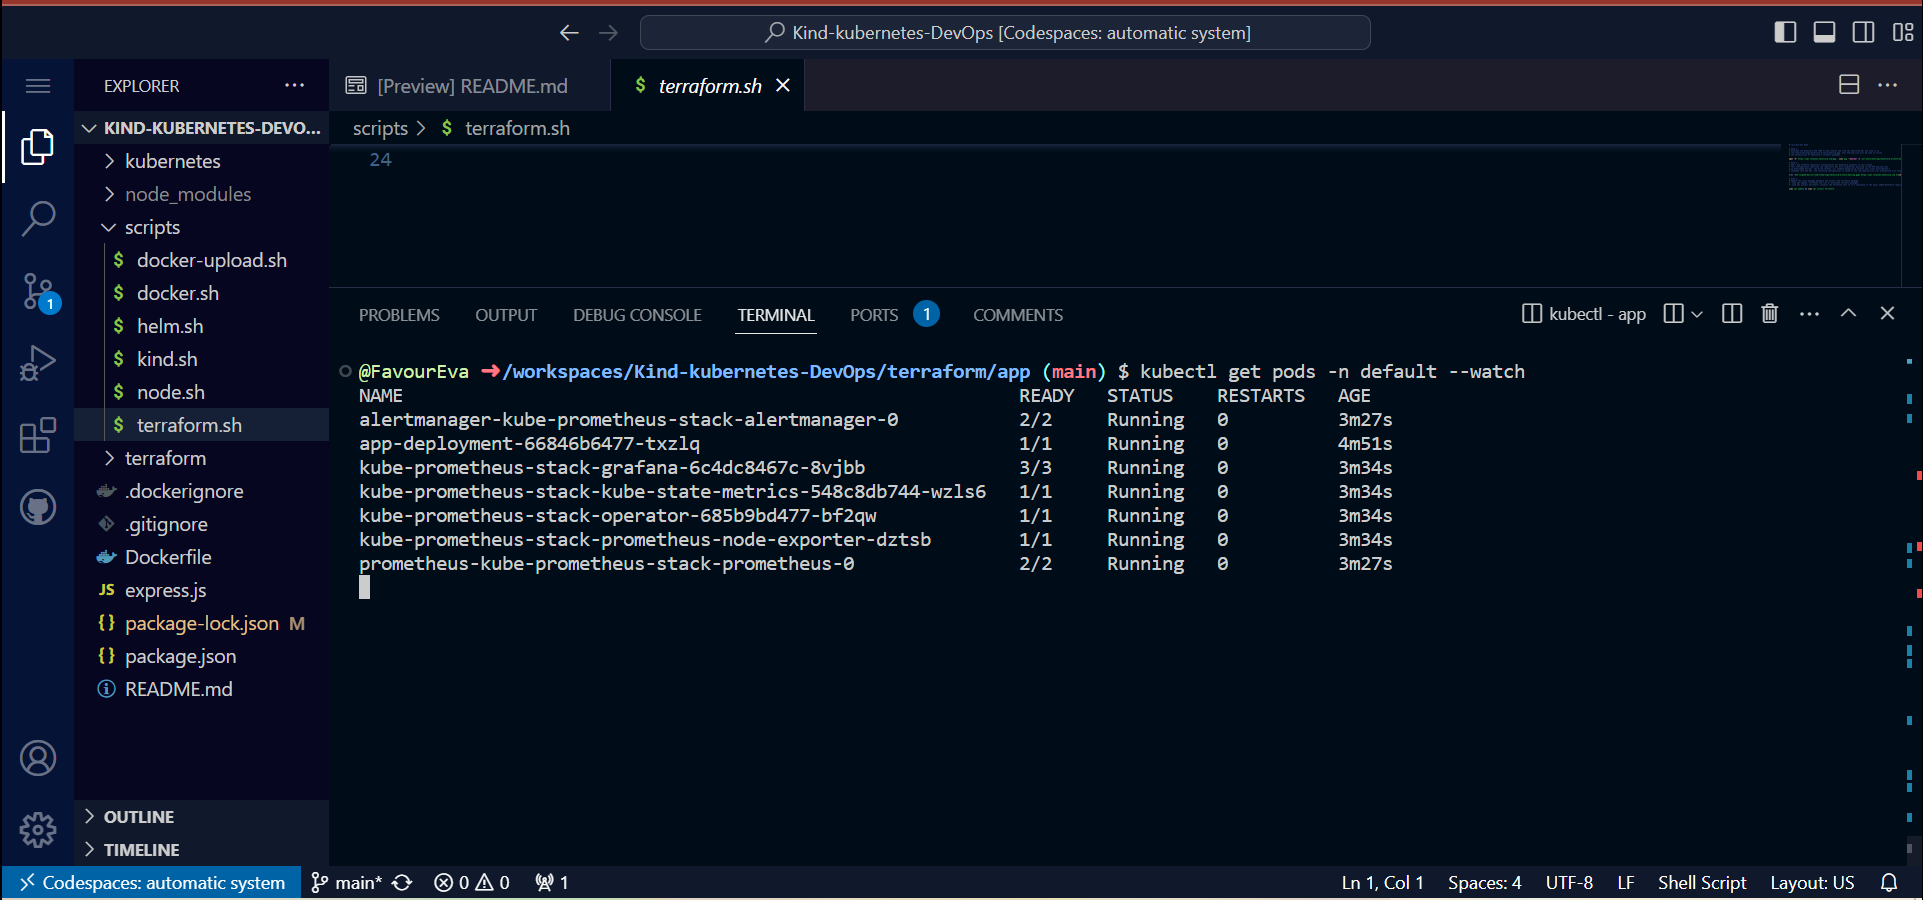 Kind-kubernetes-DevOps [Codespaces: automatic system]
EXPLORER
[Preview] README.md
$ terraform.sh
KIND-KUBERNETES-DEVO...
scripts > $ terraform.sh
24
kubernetes
node_modules
scripts
$ docker-upload.sh
$ docker.sh
$ helm.sh
$ kind.sh
$ node.sh
$ terraform.sh
terraform
.dockerignore
.gitignore
Dockerfile
JS express.js
{} package-lock.json M
{} package.json
README.md
OUTLINE
TIMELINE
1
PROBLEMS OUTPUT DEBUG CONSOLE TERMINAL PORTS 1 COMMENTS
kubectl - app
@FavourEva ➜/workspaces/Kind-kubernetes-DevOps/terraform/app (main) $ kubectl get pods -n default --watch
NAME READY STATUS RESTARTS AGE
alertmanager-kube-prometheus-stack-alertmanager-0 2/2 Running 0 3m27s
app-deployment-66846b6477-txzlq 1/1 Running 0 4m51s
kube-prometheus-stack-grafana-6c4dc8467c-8vjbb 3/3 Running 0 3m34s
kube-prometheus-stack-kube-state-metrics-548c8db744-wzls6 1/1 Running 0 3m34s
kube-prometheus-stack-operator-685b9bd477-bf2qw 1/1 Running 0 3m34s
kube-prometheus-stack-prometheus-node-exporter-dztsb 1/1 Running 0 3m34s
prometheus-kube-prometheus-stack-prometheus-0 2/2 Running 0 3m27s
Codespaces: automatic system main* 0 0 1 Ln 1, Col 1 Spaces: 4 UTF-8 LF Shell Script Layout: US